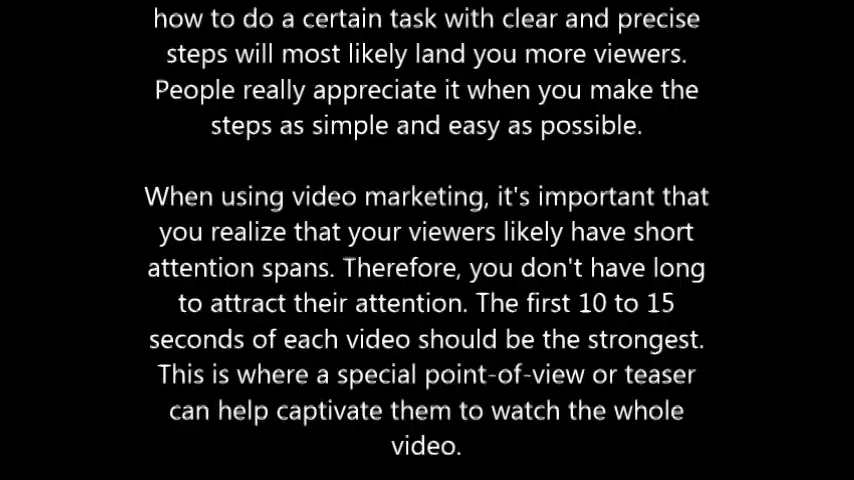 how to do a certain task with clear and precise
steps will most likely land you more viewers.
People really appreciate it when you make the
steps as simple and easy as possible.
When using video marketing, it's important that
you realize that your viewers likely have short
attention spans. Therefore, you don't have long
to attract their attention. The first 10 to 15
seconds of each video should be the strongest.
This is where a special point-of-view or teaser
can help captivate them to watch the whole
video.